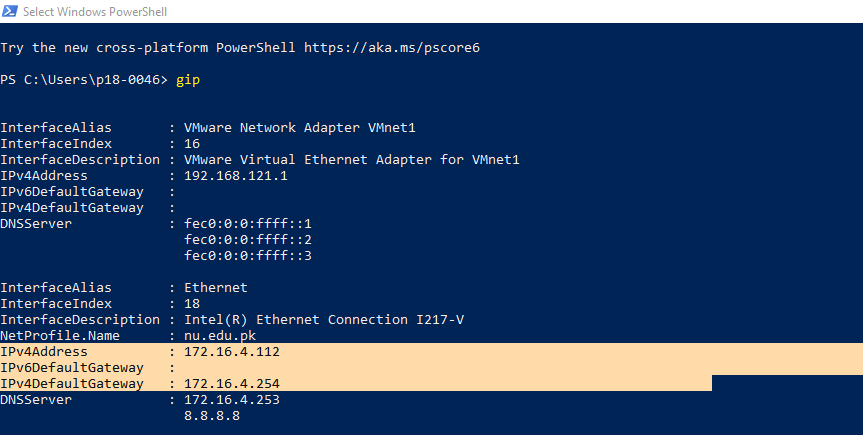 Select Windows PowerShell
Try the new cross-platform PowerShell https://aka.ms/pscore6
PS C:\Users\p18-0046> gip
InterfaceAlias : VMware Network Adapter VMnet1
InterfaceIndex : 16
InterfaceDescription : VMware Virtual Ethernet Adapter for VMnet1
IPv4Address : 192.168.121.1
IPv6DefaultGateway :
IPv4DefaultGateway :
DNSServer : fec0:0:0:ffff::1
fec0:0:0:ffff::2
fec0:0:0:ffff::3
InterfaceAlias : Ethernet
InterfaceIndex : 18
InterfaceDescription : Intel(R) Ethernet Connection I217-V
NetProfile.Name : nu.edu.pk
IPv4Address : 172.16.4.112
IPv6DefaultGateway :
IPv4DefaultGateway : 172.16.4.254
DNSServer : 172.16.4.253
8.8.8.8